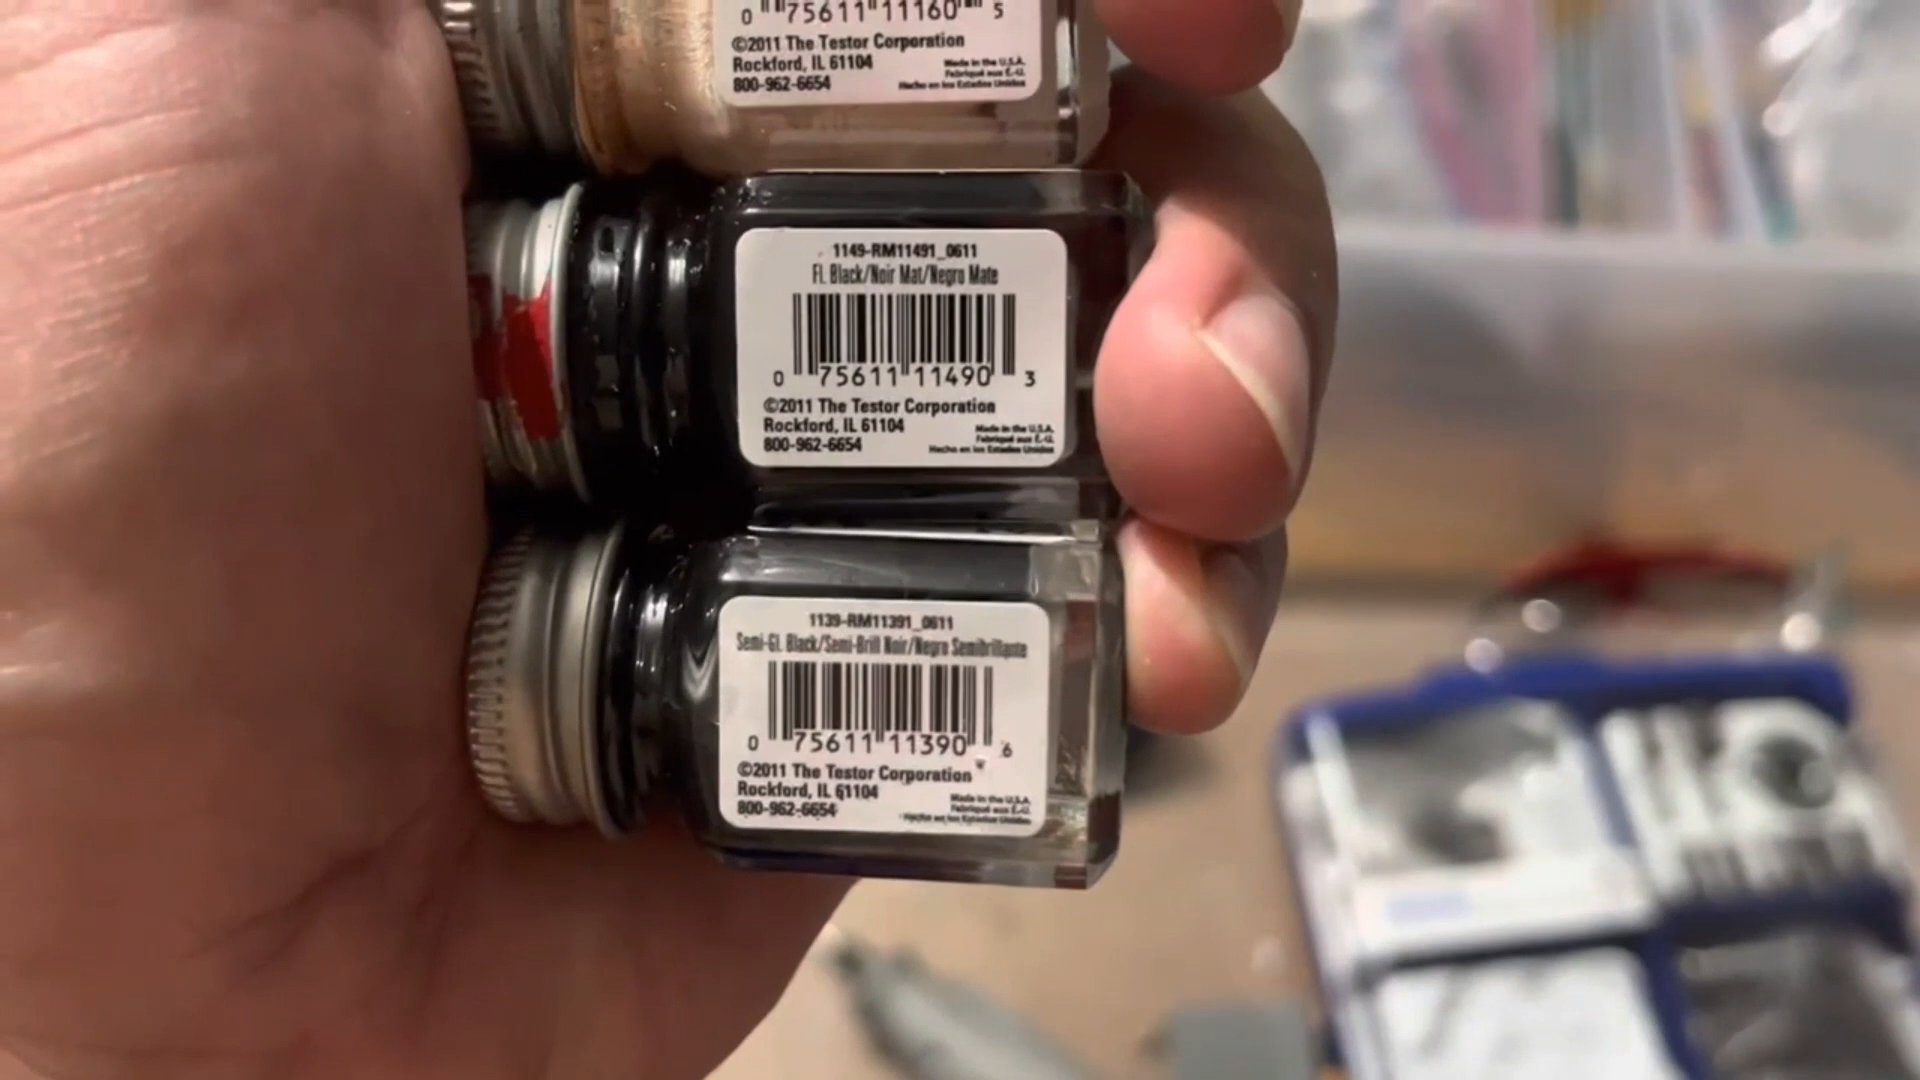 0 75611 11160 5
©2011 The Testor Corporation
Rockford, IL 61104
800-962-6654
Made in the U.S.A.
Fabriqué aux É.-U.
Hecho en los Estados Unidos
1149-RM11491_0611
Fl. Black/Noir Mat/Negro Mate
0 75611 11490 3
©2011 The Testor Corporation
Rockford, IL 61104
800-962-6654
Made in the U.S.A.
Fabriqué aux É.-U.
Hecho en los Estados Unidos
1139-RM11391_0611
Semi-Gl. Black/Semi-Brill Noir/Negro Semibrillante
0 75611 11390 6
©2011 The Testor Corporation
Rockford, IL 61104
800-962-6654
Made in the U.S.A.
Fabriqué aux É.-U.
Hecho en los Estados Unidos